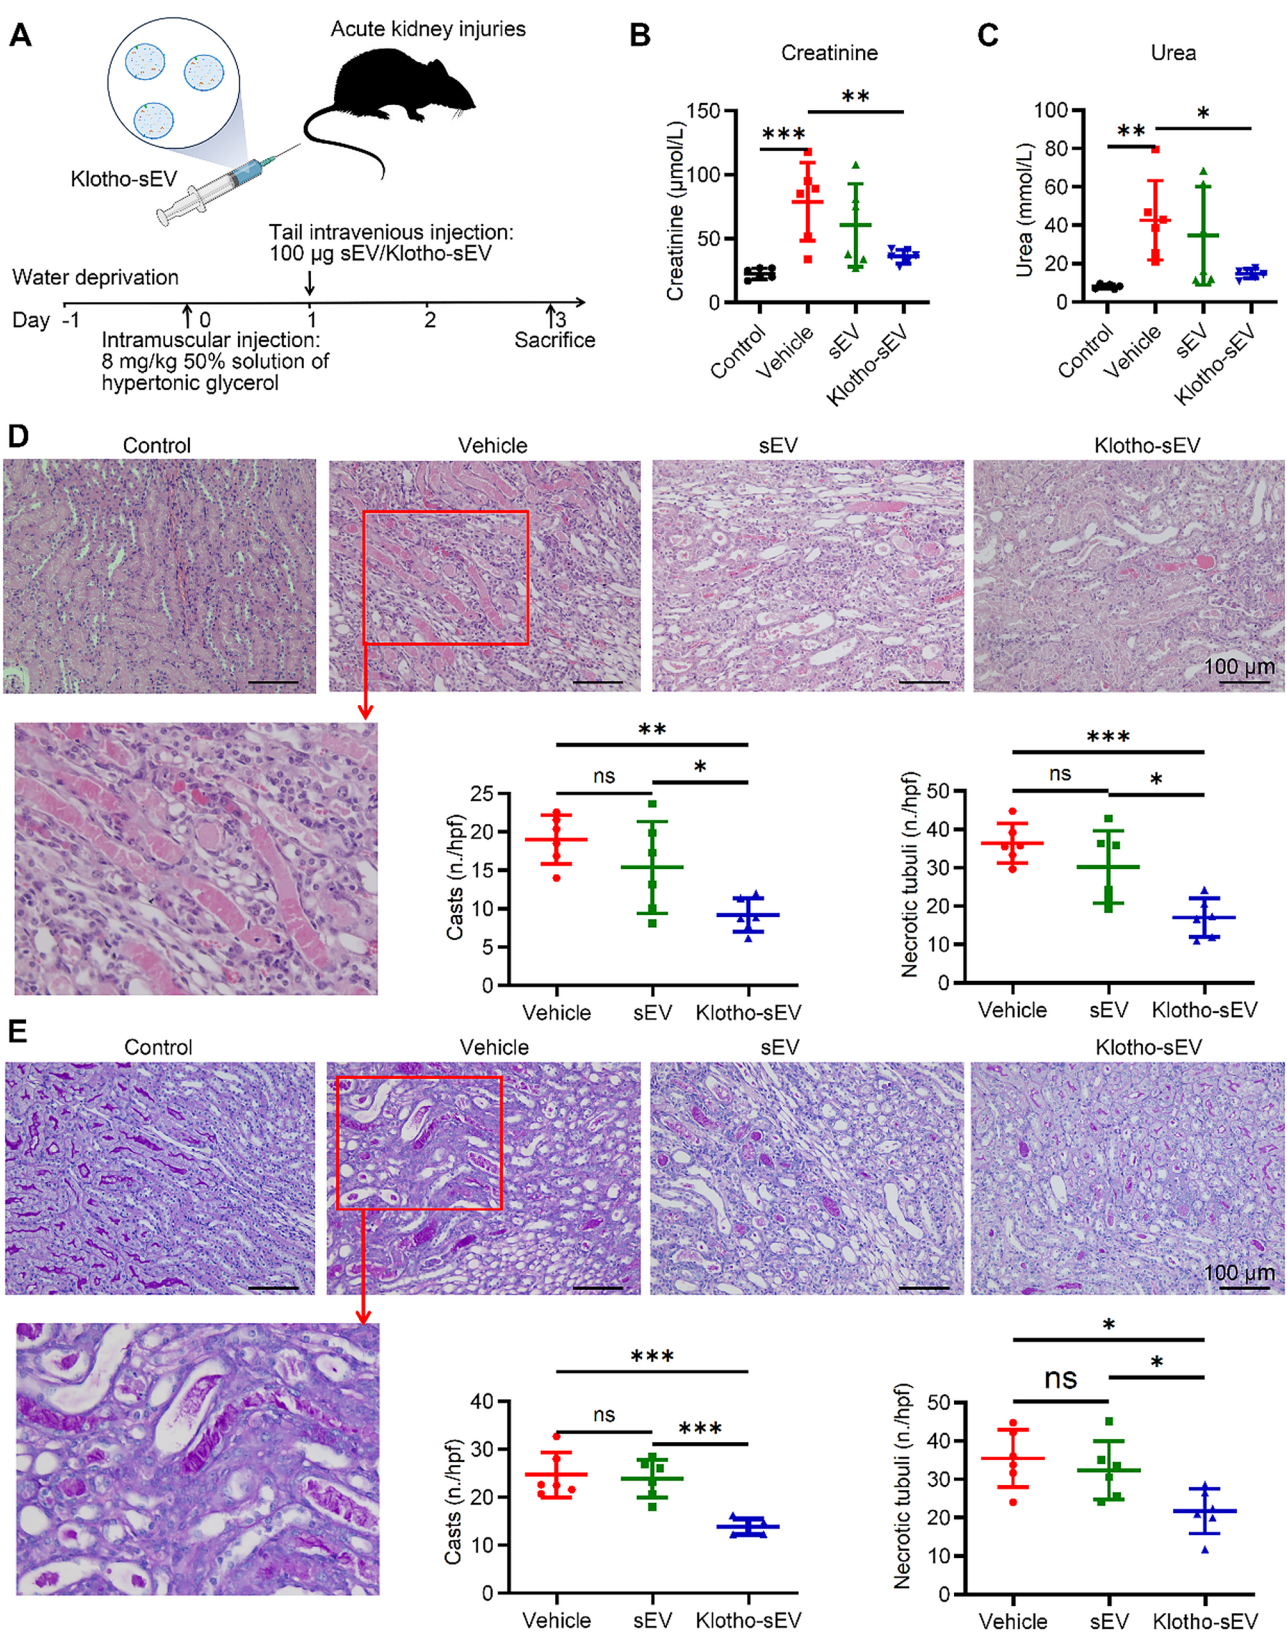 A
Acute kidney injuries
Klotho-sEV
Tail intravenious injection:
100 µg sEV/Klotho-sEV
Water deprivation
Day -1 0 1 2 3
Intramuscular injection:
8 mg/kg 50% solution of
hypertonic glycerol
Sacrifice
B
Creatinine
**
***
Creatinine (µmol/L)
150
100
50
0
Control
Vehicle
sEV
Klotho-sEV
C
Urea
*
**
Urea (mmol/L)
100
80
60
40
20
0
Control
Vehicle
sEV
Klotho-sEV
D
Control
Vehicle
sEV
Klotho-sEV
100 µm
**
ns
*
Casts (n./hpf)
25
20
15
10
5
0
Vehicle
sEV
Klotho-sEV
***
ns
*
Necrotic tubuli (n./hpf)
50
40
30
20
10
0
Vehicle
sEV
Klotho-sEV
E
Control
Vehicle
sEV
Klotho-sEV
100 µm
***
ns
***
Casts (n./hpf)
40
30
20
10
0
Vehicle
sEV
Klotho-sEV
*
ns
*
Necrotic tubuli (n./hpf)
50
40
30
20
10
0
Vehicle
sEV
Klotho-sEV